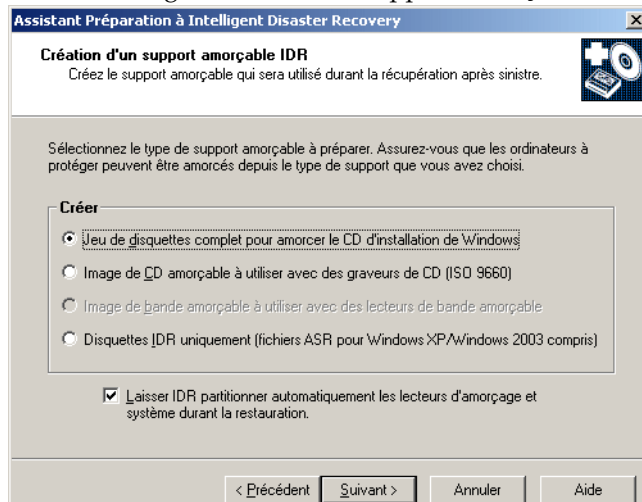 Assistant Préparation à Intelligent Disaster Recovery
Création d'un support amorçable IDR
Créez le support amorçable qui sera utilisé durant la récupération après sinistre.
Sélectionnez le type de support amorçable à préparer. Assurez-vous que les ordinateurs à
protéger peuvent être amorcés depuis le type de support que vous avez choisi.
Créer
Jeu de disquettes complet pour amorcer le CD d'installation de Windows
Image de CD amorçable à utiliser avec des graveurs de CD (ISO 9660)
Image de bande amorçable à utiliser avec des lecteurs de bande amorçable
Disquettes IDR uniquement (fichiers ASR pour Windows XP/Windows 2003 compris)
Laisser IDR partitionner automatiquement les lecteurs d'amorçage et
système durant la restauration.
< Précédent Suivant > Annuler Aide